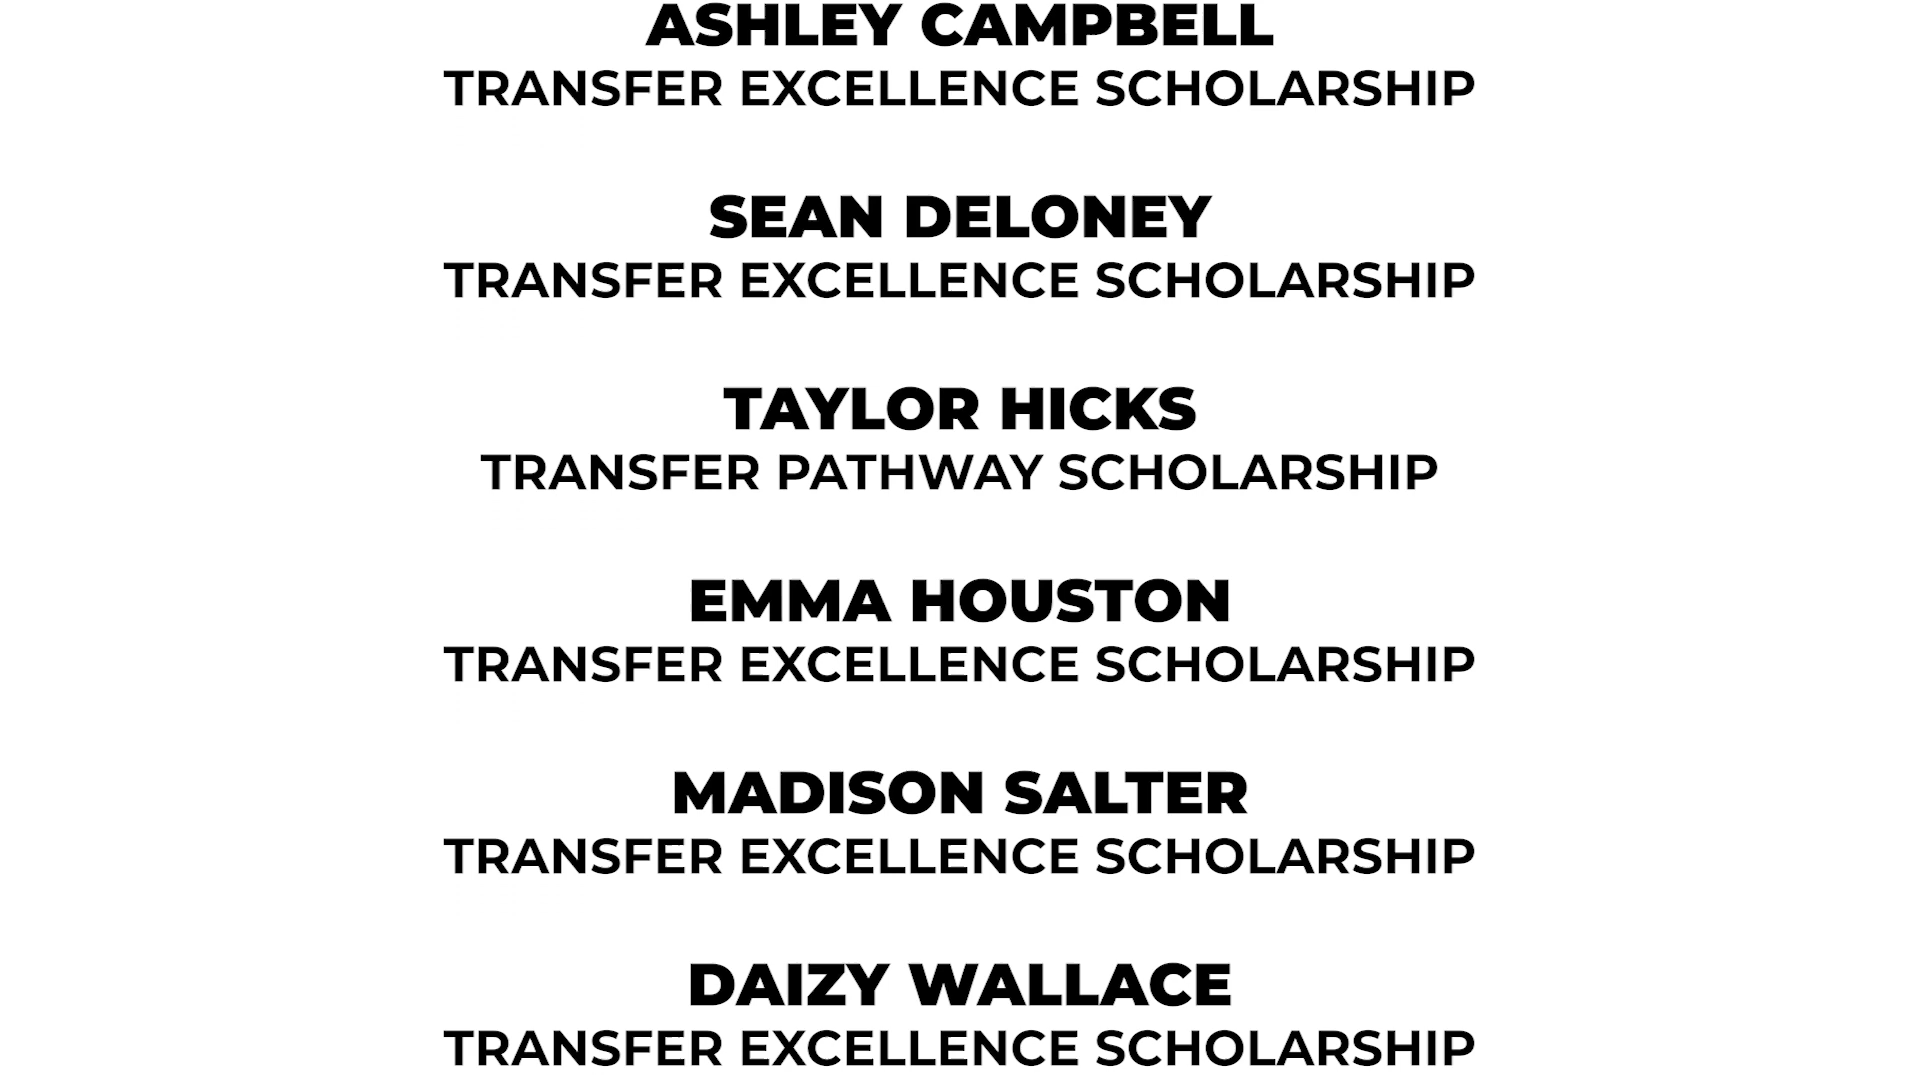 ASHLEY CAMPBELL
TRANSFER EXCELLENCE SCHOLARSHIP
SEAN DELONEY
TRANSFER EXCELLENCE SCHOLARSHIP
TAYLOR HICKS
TRANSFER PATHWAY SCHOLARSHIP
EMMA HOUSTON
TRANSFER EXCELLENCE SCHOLARSHIP
MADISON SALTER
TRANSFER EXCELLENCE SCHOLARSHIP
DAIZY WALLACE
TRANSFER EXCELLENCE SCHOLARSHIP